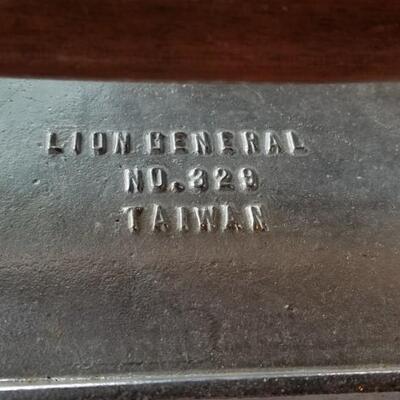 LION GENERAL
NO.329
TAIWAN